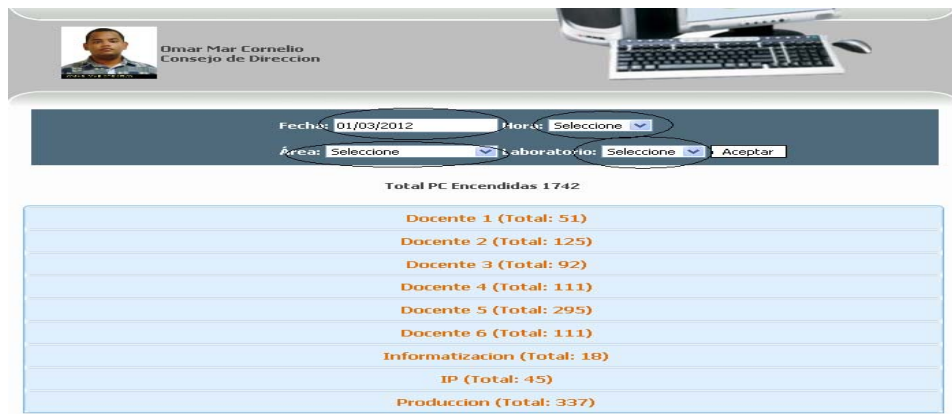 Omar Mar Cornelio
Consejo de Direccion
Fecha: 01/03/2012 Hora: Seleccione
Área: Seleccione Laboratorio: Seleccione Aceptar
Total PC Encendidas 1742
Docente 1 (Total: 51)
Docente 2 (Total: 125)
Docente 3 (Total: 92)
Docente 4 (Total: 111)
Docente 5 (Total: 295)
Docente 6 (Total: 111)
Informatizacion (Total: 18)
IP (Total: 45)
Produccion (Total: 337)